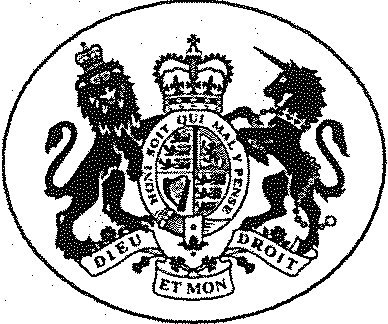 HONI SOIT QUI MAL Y PENSE
DIEU ET MON DROIT